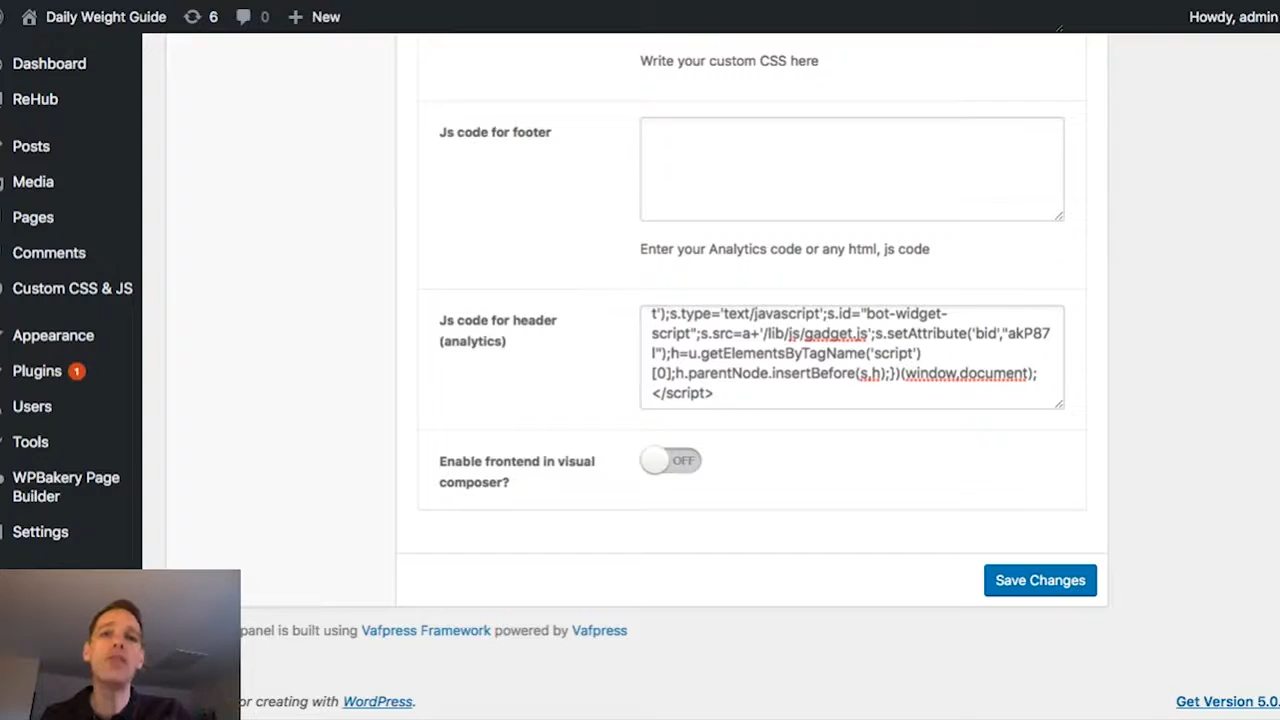 Daily Weight Guide 6 0 + New Howdy, admin
Dashboard
ReHub
Posts
Media
Pages
Comments
Custom CSS & JS
Appearance
Plugins 1
Users
Tools
WPBakery Page
Builder
Settings
Write your custom CSS here
Js code for footer
Enter your Analytics code or any html, js code
Js code for header
(analytics)
t');s.type='text/javascript';s.id="bot-widget-
script";s.src=a+'/lib/js/gadget.js';s.setAttribute('bid',"akP87
l");h=u.getElementsByTagName('script')
[0];h.parentNode.insertBefore(s,h);})(window,document);
</script>
Enable frontend in visual
composer?
OFF
Save Changes
panel is built using Vafpress Framework powered by Vafpress
or creating with WordPress.
Get Version 5.0.